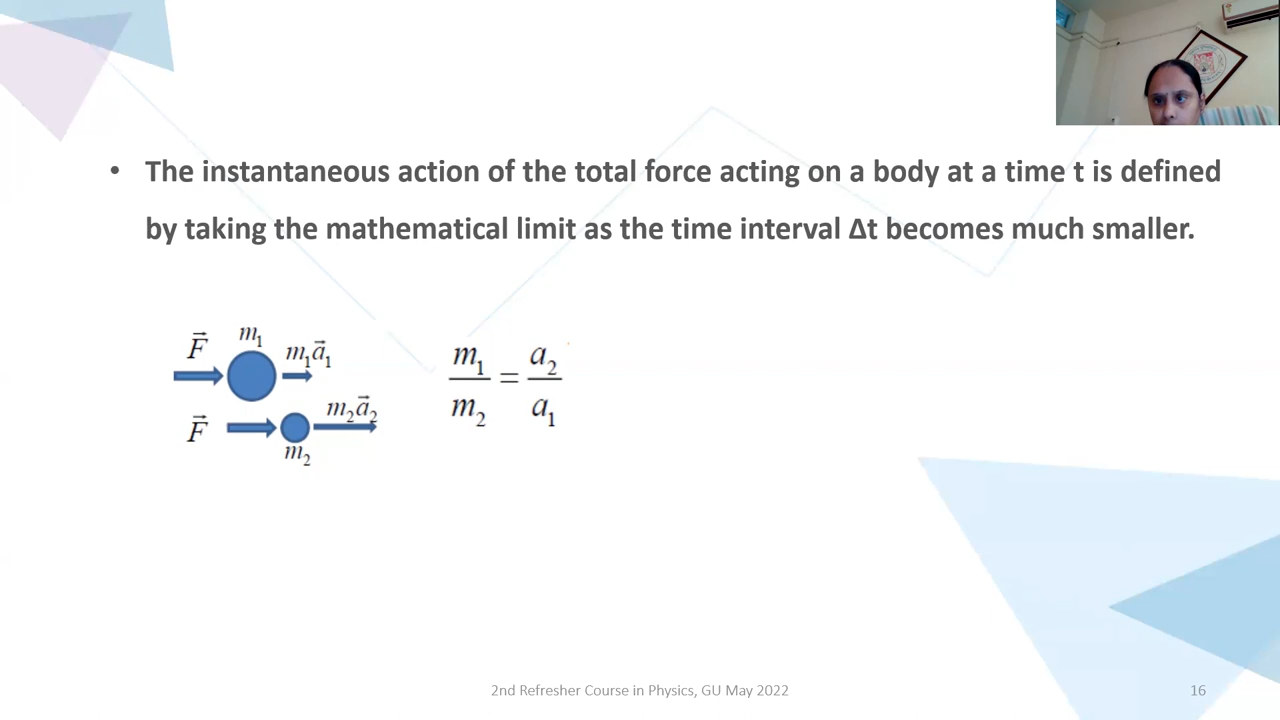 • The instantaneous action of the total force acting on a body at a time t is defined
by taking the mathematical limit as the time interval Δt becomes much smaller.
F⃗ m₁ m₁a⃗₁
F⃗ m₂a⃗₂
m₂
m₁/m₂ = a₂/a₁
2nd Refresher Course in Physics, GU May 2022 16